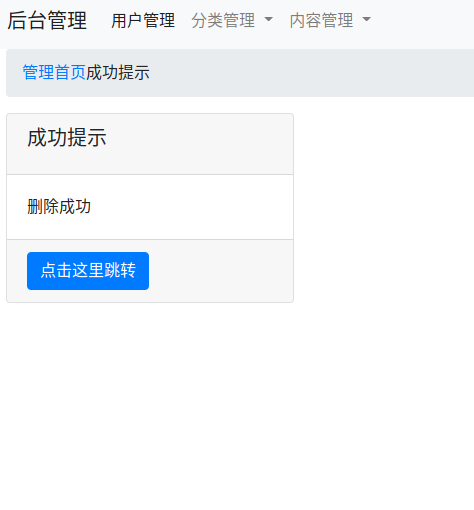 后台管理 用户管理 分类管理 内容管理
管理首页成功提示
成功提示
删除成功
点击这里跳转